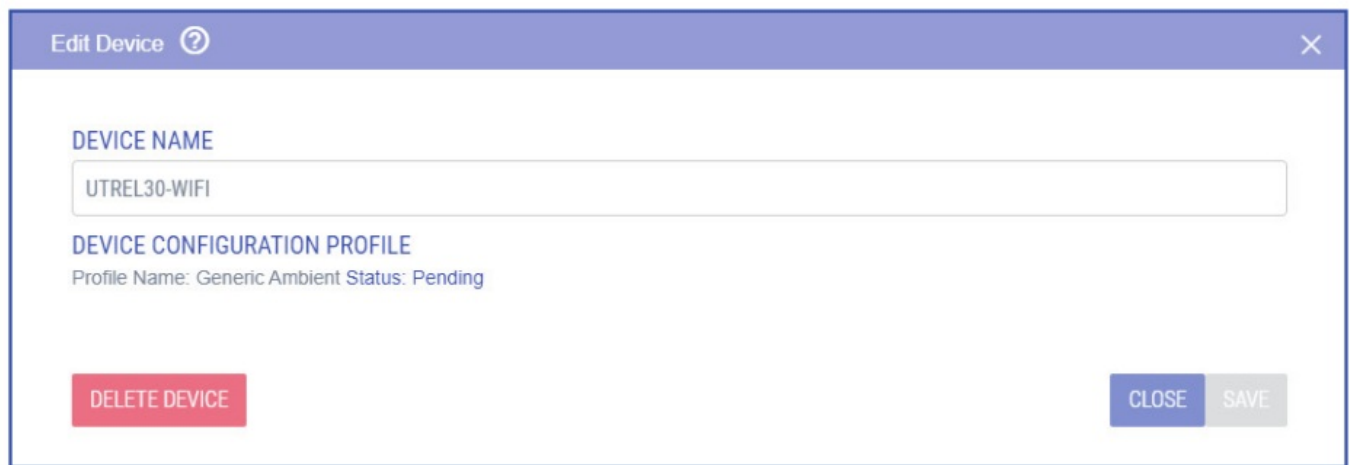 Edit Device ?
DEVICE NAME
UTREL30-WIFI
DEVICE CONFIGURATION PROFILE
Profile Name: Generic Ambient Status: Pending
DELETE DEVICE
CLOSE SAVE